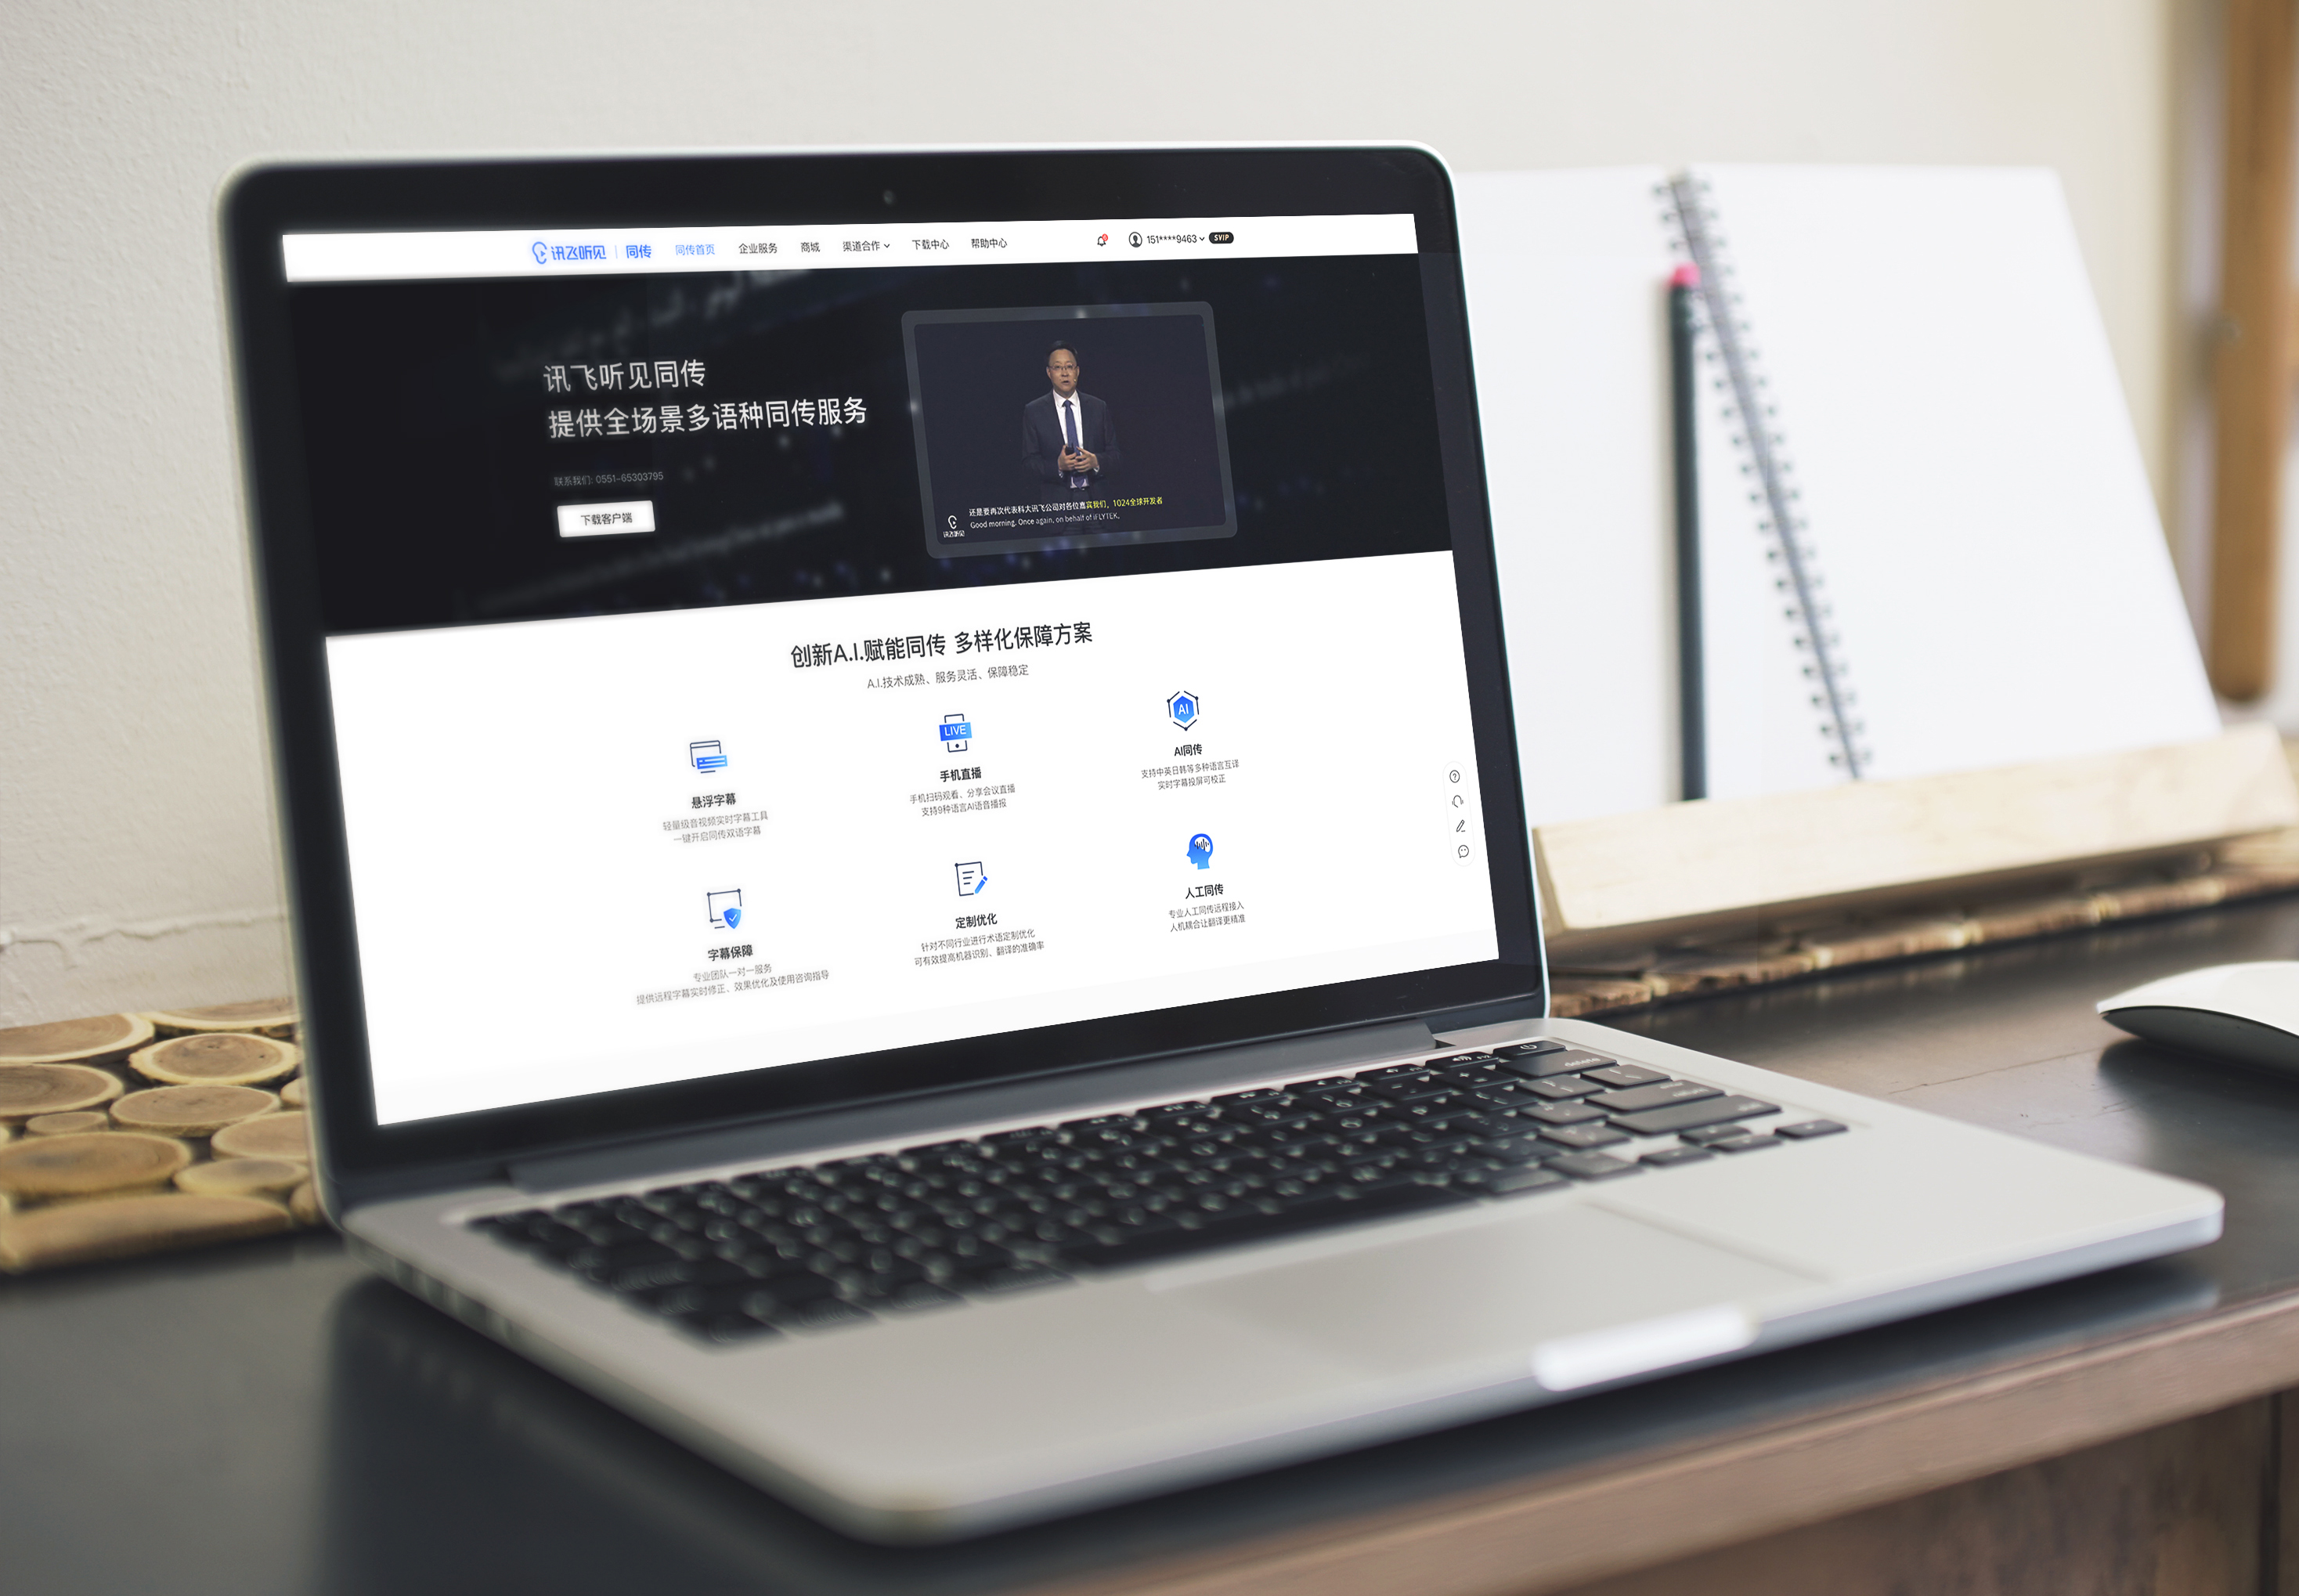 讯飞听见 | 同传
同传首页 企业服务 商城 渠道合作 下载中心 帮助中心
151****9463 SVIP
讯飞听见同传
提供全场景多语种同传服务
联系我们: 0551-65303795
下载客户端
还是要再次代表科大讯飞公司对各位嘉宾我们，1024全球开发者
Good morning. Once again, on behalf of iFLYTEK,
讯飞听见
创新A.I.赋能同传 多样化保障方案
A.I.技术成熟、服务灵活、保障稳定
悬浮字幕
轻量级音视频实时字幕工具
一键开启同传双语字幕
LIVE
手机直播
手机扫码观看、分享会议直播
支持9种语言AI语音播报
AI
AI同传
支持中英日韩等多种语言互译
实时字幕投屏可校正
字幕保障
专业团队一对一服务
提供远程字幕实时修正、效果优化及使用咨询指导
定制优化
针对不同行业进行术语定制优化
可有效提高机器识别、翻译的准确率
人工同传
专业人工同传远程接入
人机耦合让翻译更精准
delete